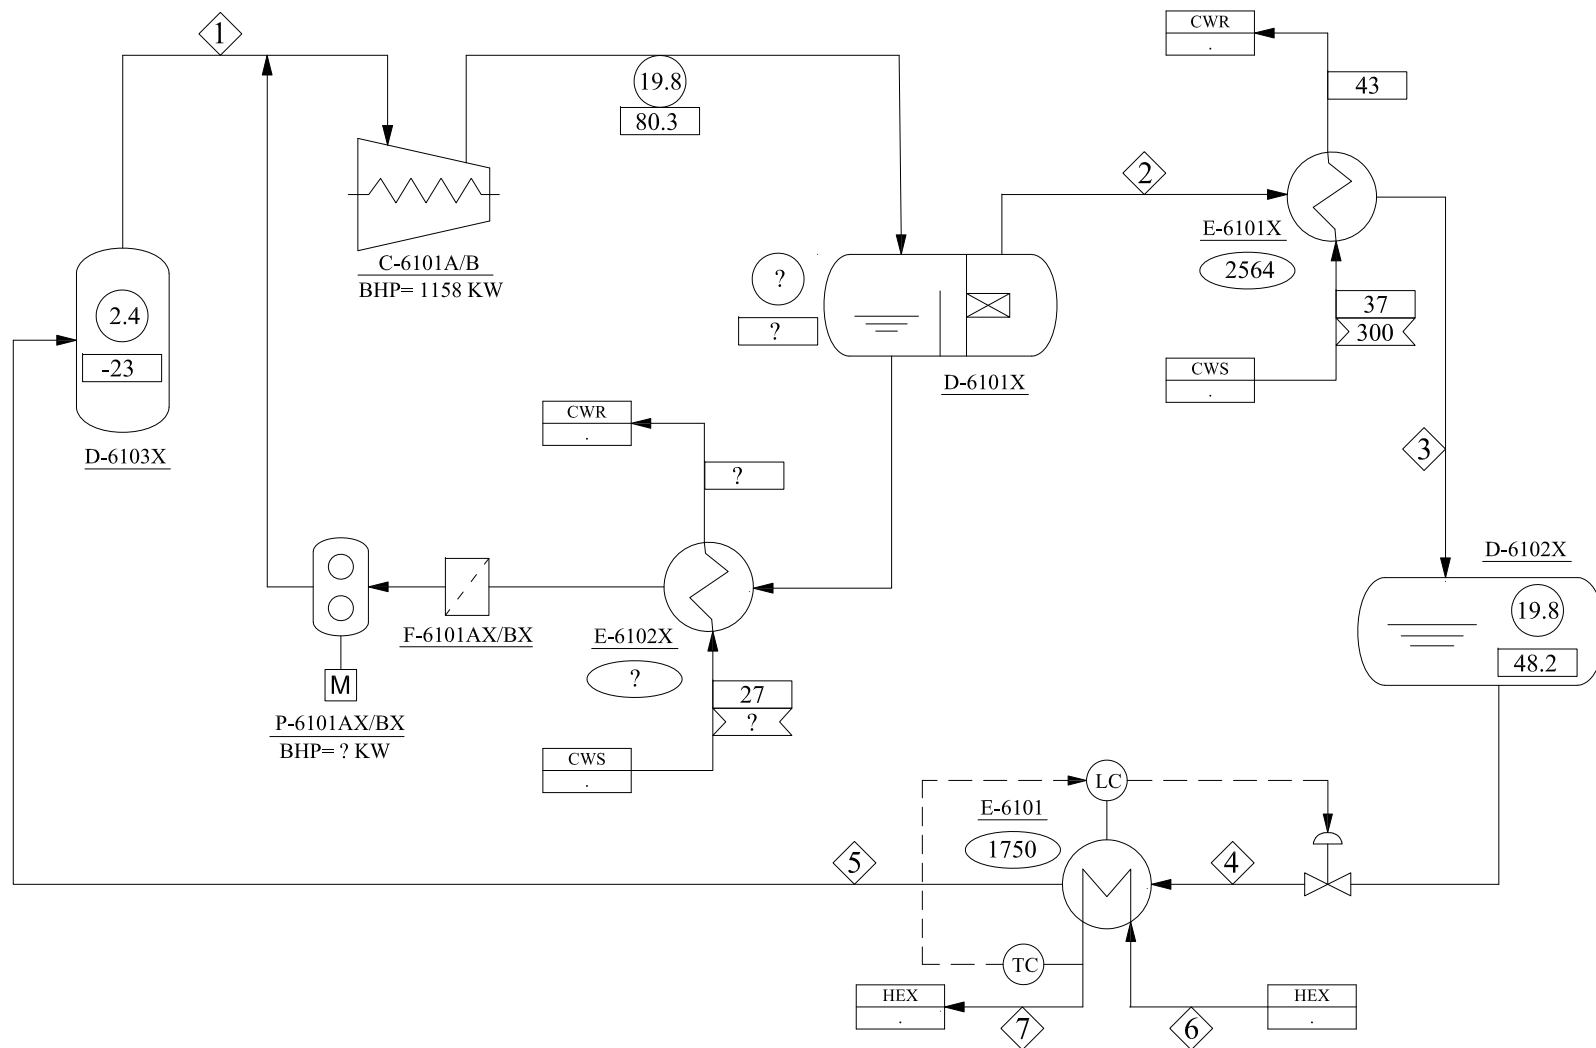 1
CWR
.
43
19.8
80.3
2
E-6101X
2564
C-6101A/B
BHP= 1158 KW
?
?
37
300
2.4
-23
CWS
.
D-6101X
CWR
.
D-6103X
?
3
D-6102X
19.8
48.2
F-6101AX/BX
E-6102X
?
27
?
M
P-6101AX/BX
BHP= ? KW
CWS
.
LC
E-6101
1750
5
4
TC
HEX
.
7
6
HEX
.